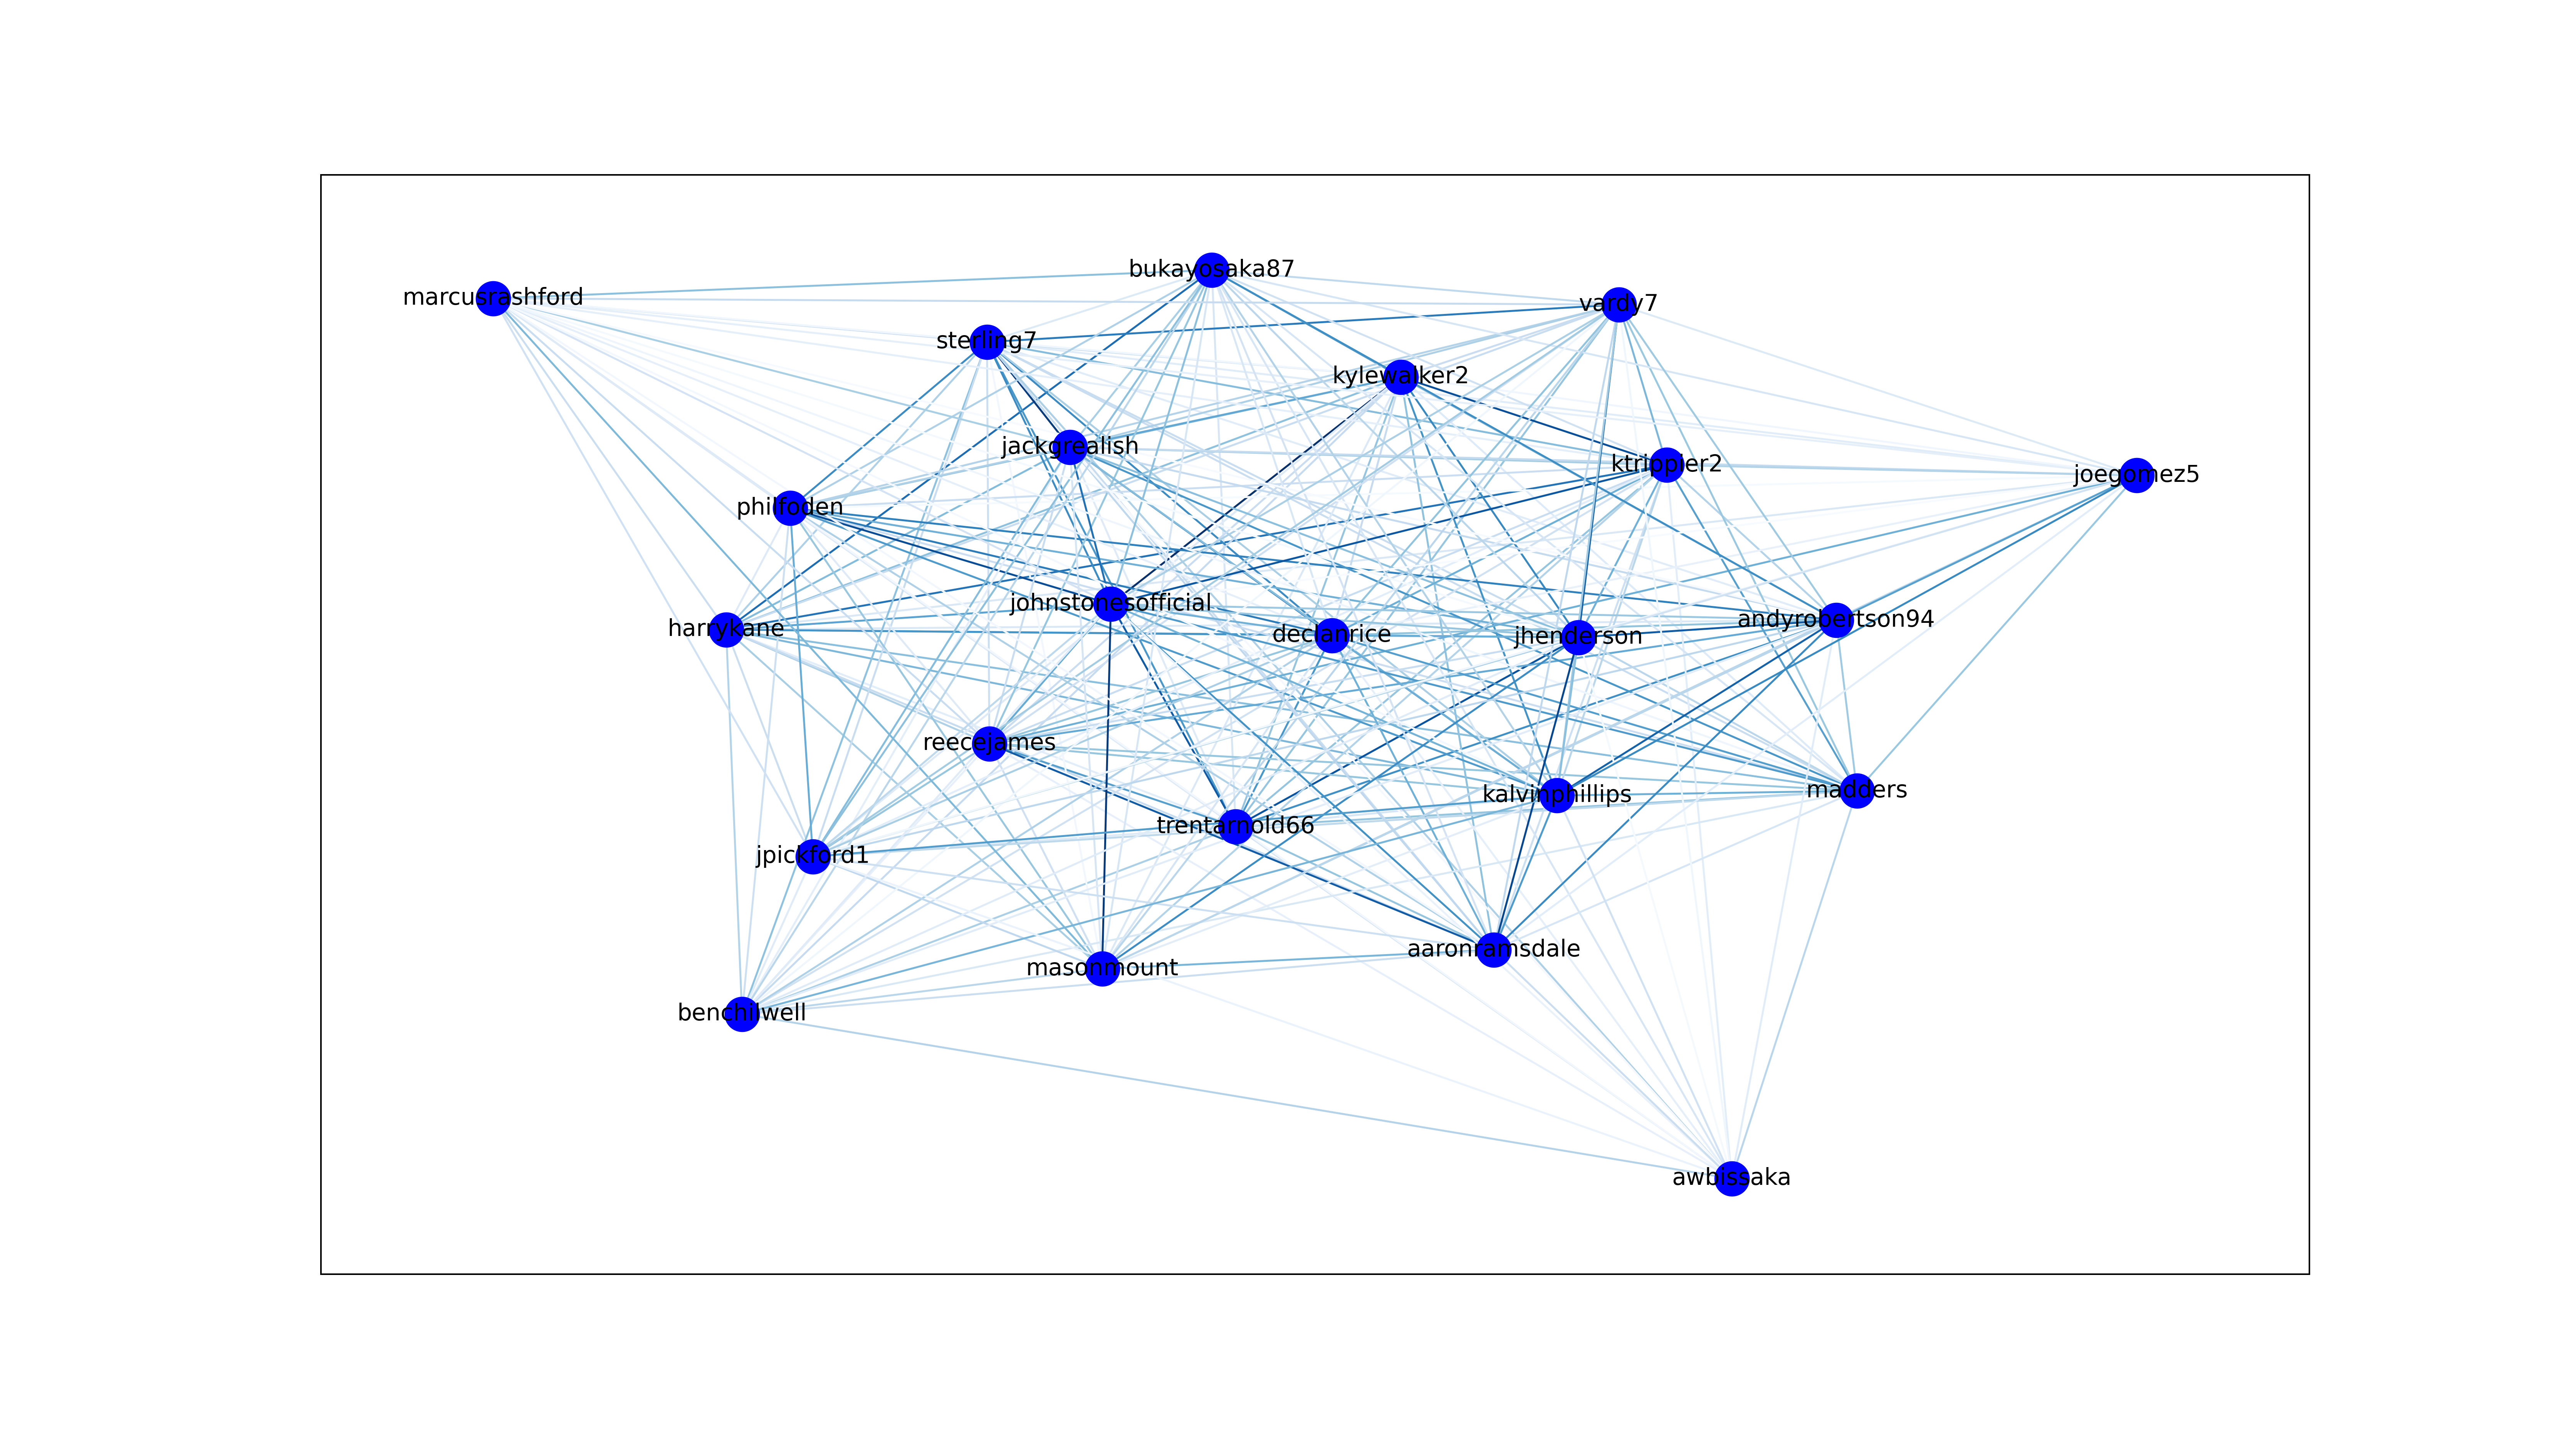 bukayosaka87
marcusrashford
vardy7
sterling7
kylewalker2
jackgrealish
ktrippier2
joegomez5
philfoden
johnstonesofficial
andyrobertson94
harrykane
declanrice
jhenderson
reecejames
madders
kalvinphillips
trentarnold66
jpickford1
aaronramsdale
masonmount
benchilwell
awbissaka